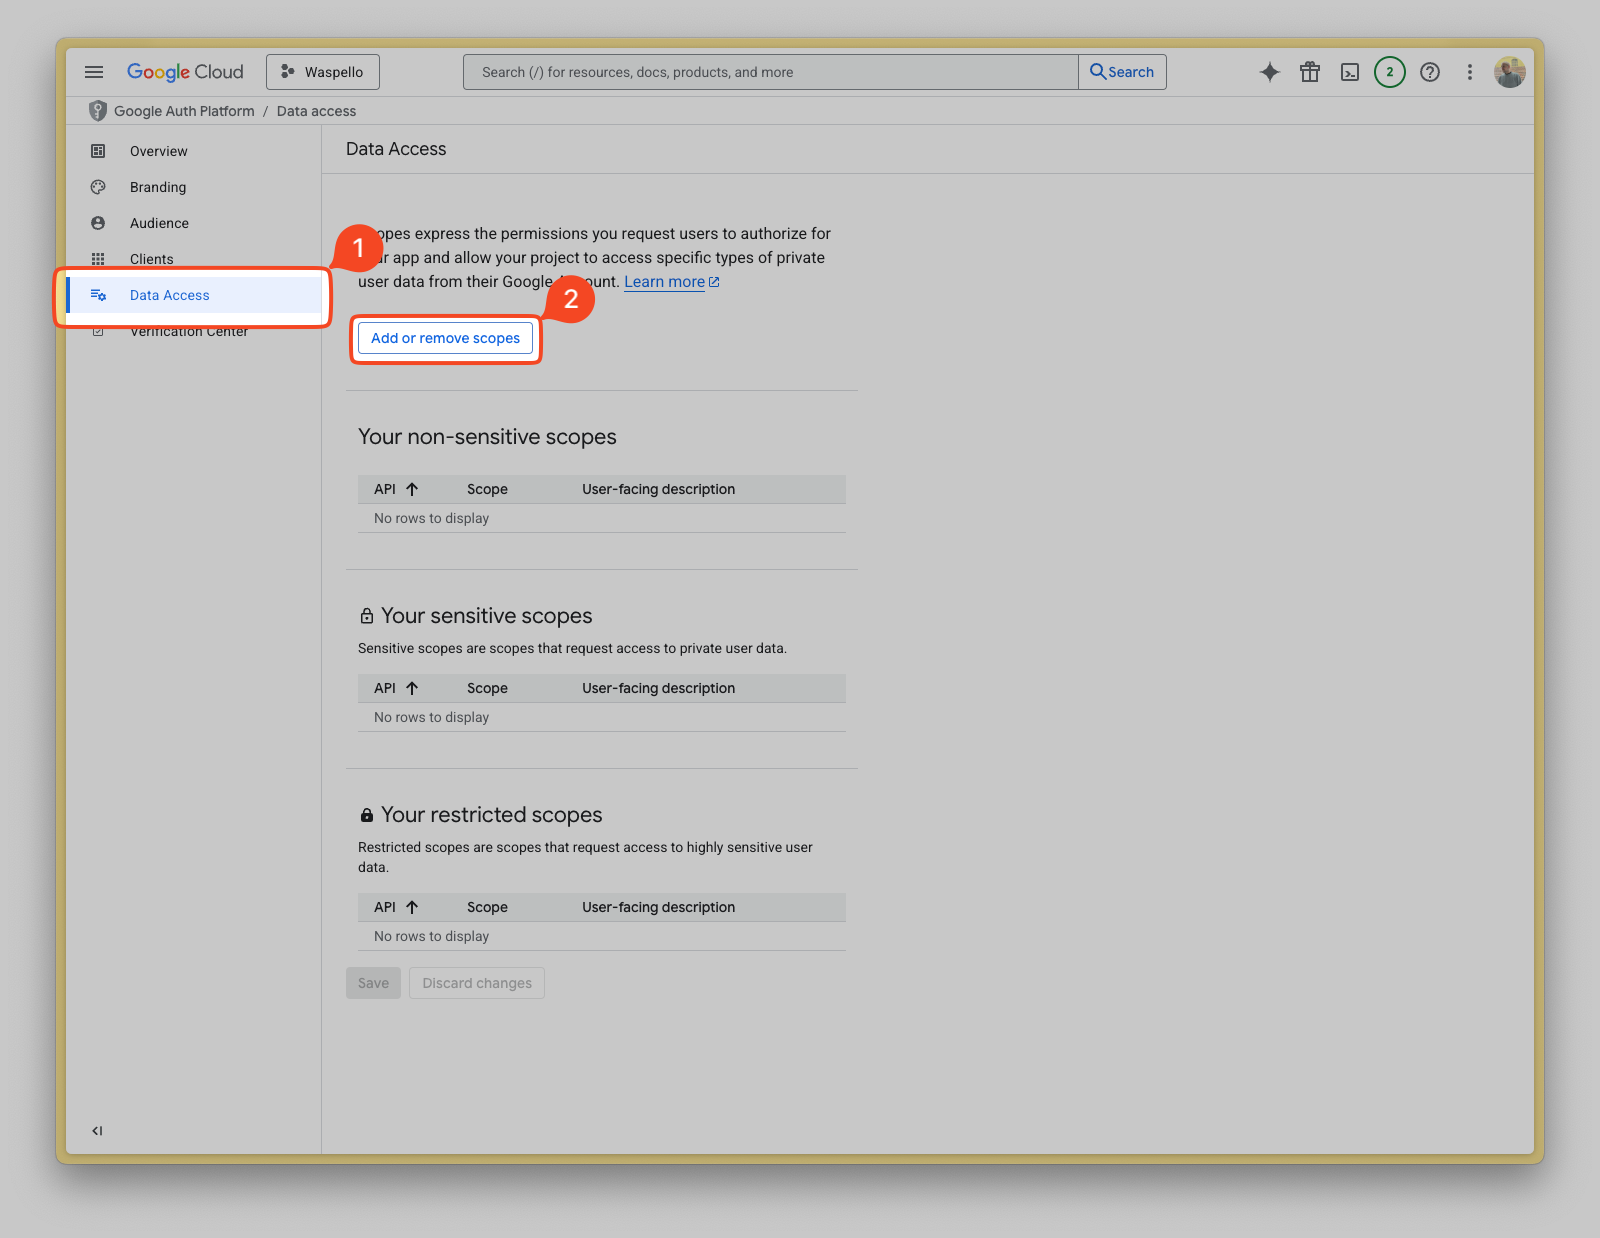 Google Cloud
Waspello
Search (/) for resources, docs, products, and more
Search
2
Google Auth Platform / Data access
Overview
Branding
Audience
Clients
Data Access
Verification Center
Data Access
1
opes express the permissions you request users to authorize for
r app and allow your project to access specific types of private
user data from their Google ount. Learn more
2
Add or remove scopes
Your non-sensitive scopes
API Scope User-facing description
No rows to display
Your sensitive scopes
Sensitive scopes are scopes that request access to private user data.
API Scope User-facing description
No rows to display
Your restricted scopes
Restricted scopes are scopes that request access to highly sensitive user
data.
API Scope User-facing description
No rows to display
Save Discard changes